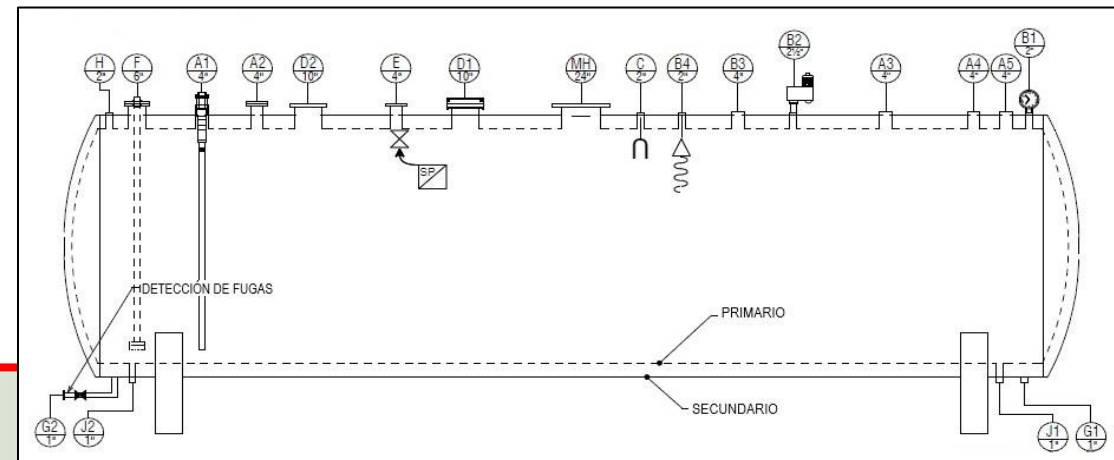 H
2"
F
6"
A1
4"
A2
4"
D2
10"
E
4"
D1
10"
MH
24"
C
2"
B4
2"
B3
4"
B2
2½"
A3
4"
A4
4"
A5
4"
B1
2"
SP
DETECCIÓN DE FUGAS
PRIMARIO
SECUNDARIO
G2
1"
J2
1"
J1
1"
G1
1"